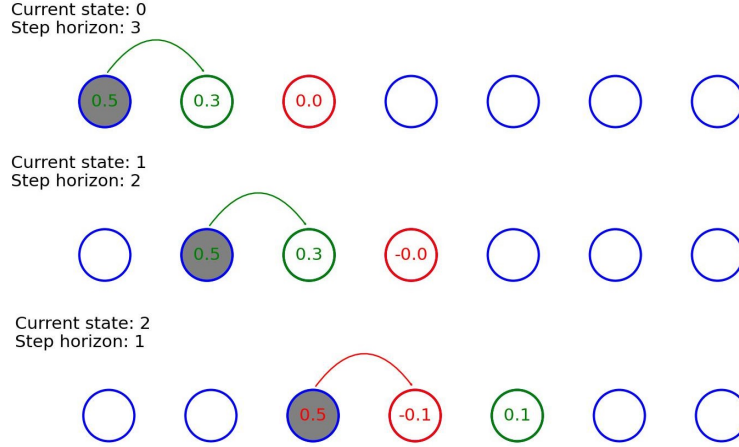 Current state: 0
Step horizon: 3
0.5 0.3 0.0
Current state: 1
Step horizon: 2
0.5 0.3 -0.0
Current state: 2
Step horizon: 1
0.5 -0.1 0.1